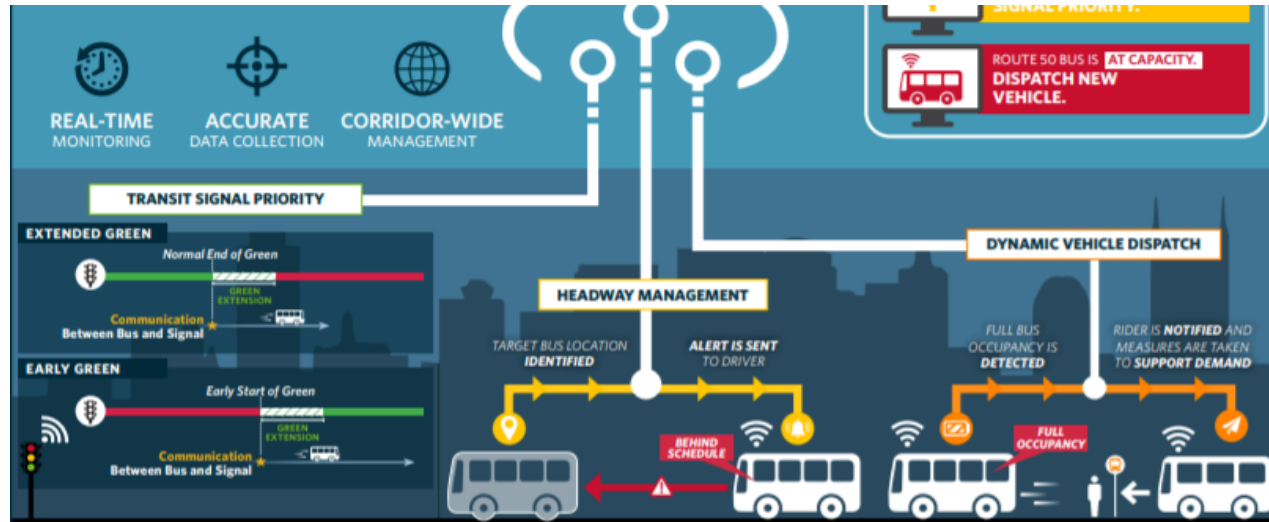 SIGNAL PRIORITY.
ROUTE 50 BUS IS AT CAPACITY.
DISPATCH NEW
VEHICLE.
REAL-TIME
MONITORING
ACCURATE
DATA COLLECTION
CORRIDOR-WIDE
MANAGEMENT
TRANSIT SIGNAL PRIORITY
EXTENDED GREEN
Normal End of Green
GREEN
EXTENSION
Communication
Between Bus and Signal
EARLY GREEN
Early Start of Green
GREEN
EXTENSION
Communication
Between Bus and Signal
HEADWAY MANAGEMENT
TARGET BUS LOCATION
IDENTIFIED
ALERT IS SENT
TO DRIVER
BEHIND
SCHEDULE
DYNAMIC VEHICLE DISPATCH
FULL BUS
OCCUPANCY IS
DETECTED
RIDER IS NOTIFIED AND
MEASURES ARE TAKEN
TO SUPPORT DEMAND
FULL
OCCUPANCY